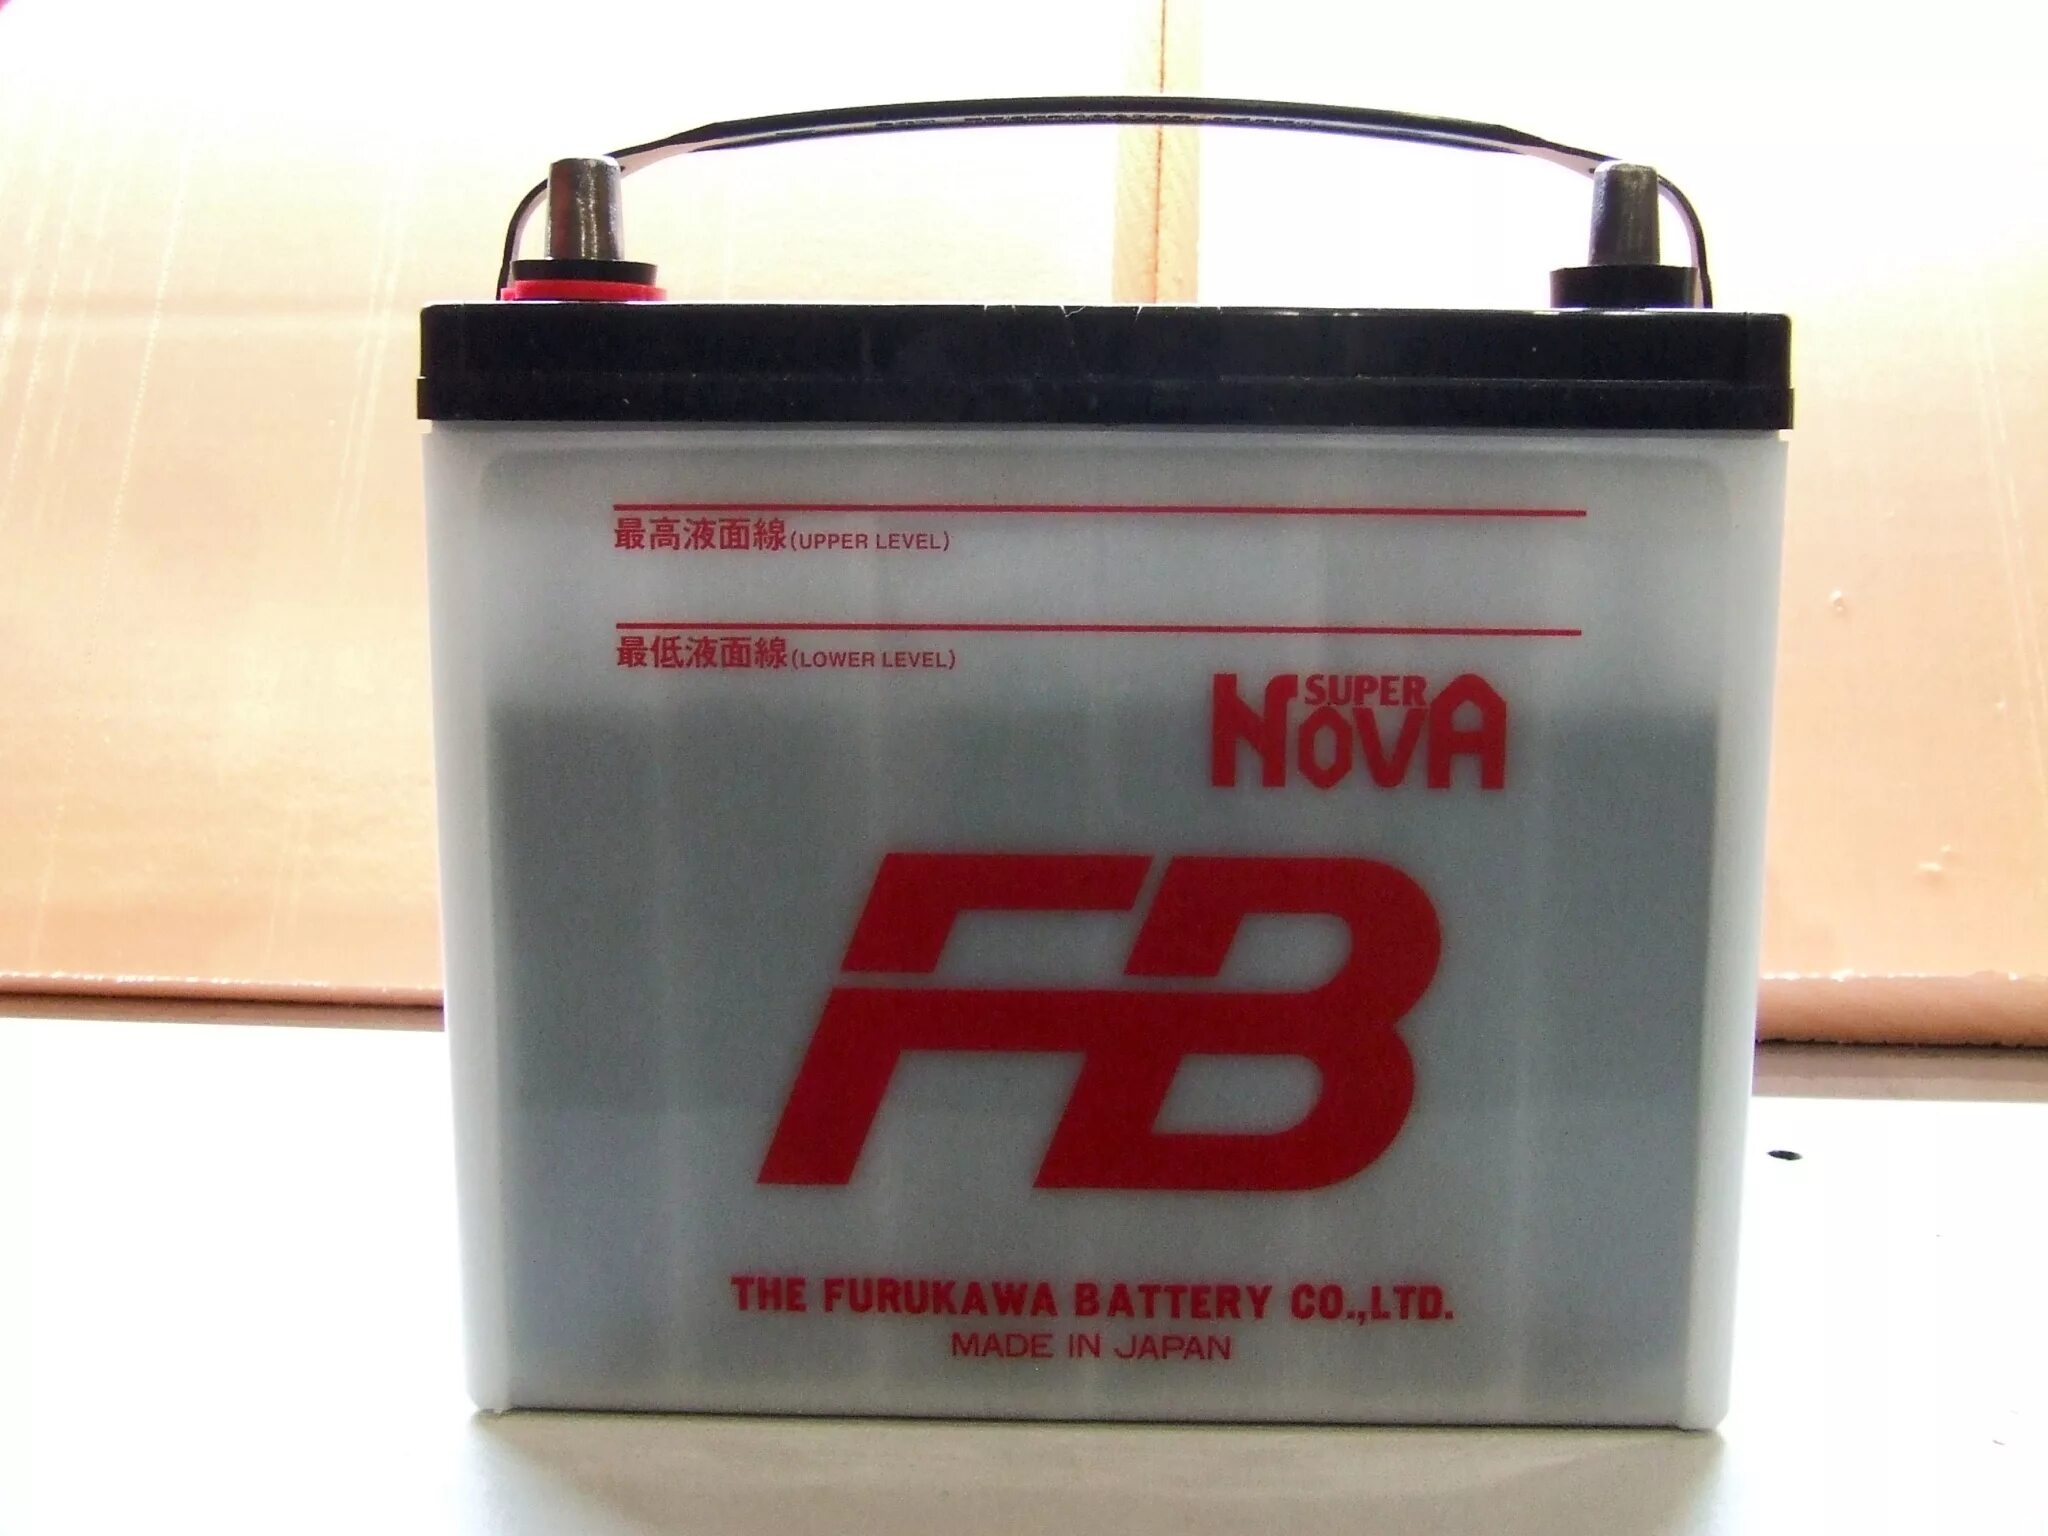 最高液面線(UPPER LEVEL)
最低液面線(LOWER LEVEL)
SUPER
NOVA
FB
THE FURUKAWA BATTERY CO.,LTD.
MADE IN JAPAN